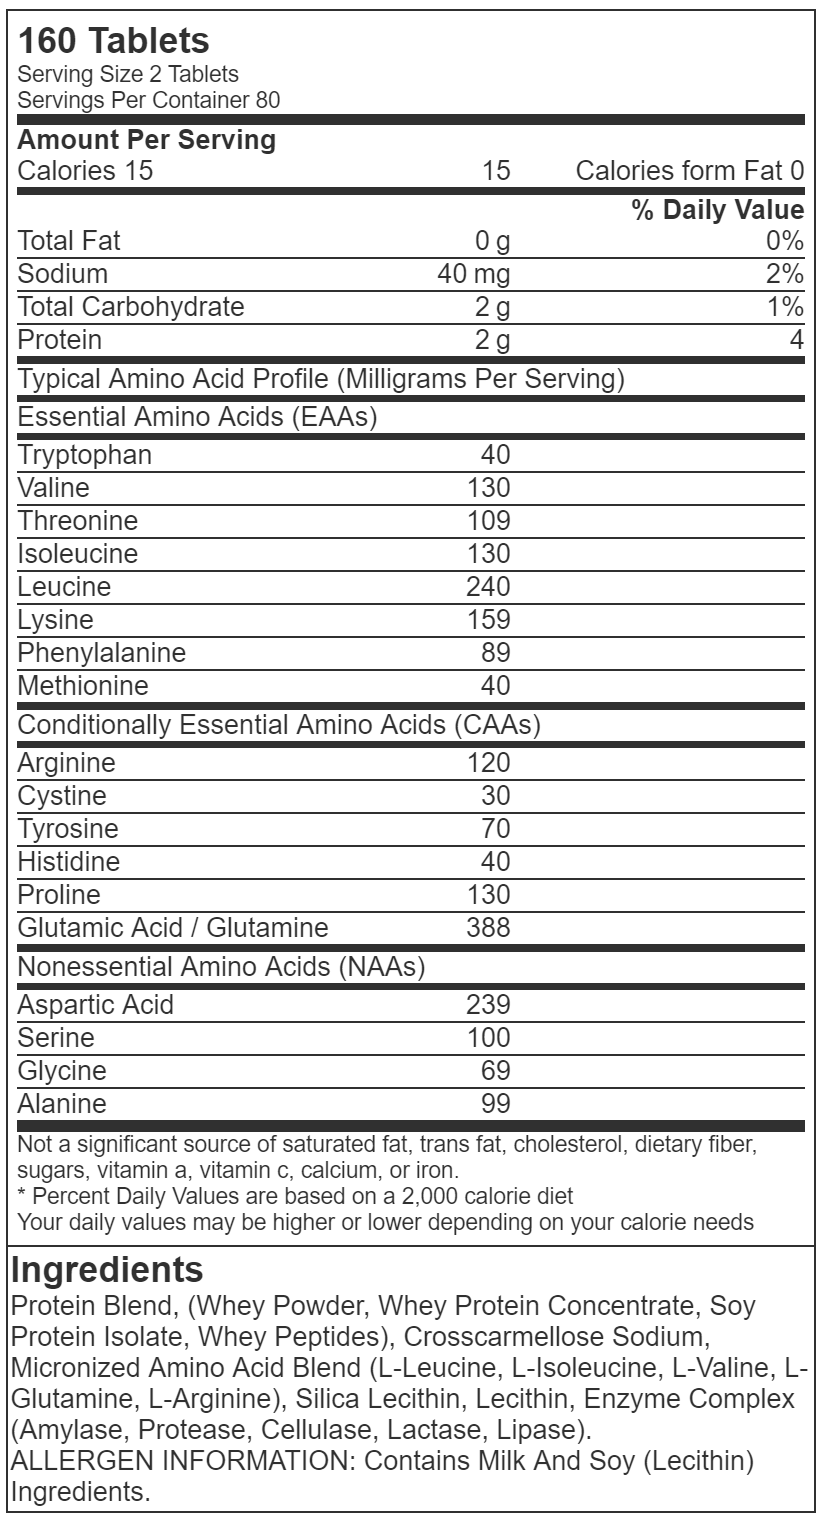 160 Tablets
Serving Size 2 Tablets
Servings Per Container 80
Amount Per Serving
Calories 15 15 Calories form Fat 0
% Daily Value
Total Fat 0 g 0%
Sodium 40 mg 2%
Total Carbohydrate 2 g 1%
Protein 2 g 4
Typical Amino Acid Profile (Milligrams Per Serving)
Essential Amino Acids (EAAs)
Tryptophan 40
Valine 130
Threonine 109
Isoleucine 130
Leucine 240
Lysine 159
Phenylalanine 89
Methionine 40
Conditionally Essential Amino Acids (CAAs)
Arginine 120
Cystine 30
Tyrosine 70
Histidine 40
Proline 130
Glutamic Acid / Glutamine 388
Nonessential Amino Acids (NAAs)
Aspartic Acid 239
Serine 100
Glycine 69
Alanine 99
Not a significant source of saturated fat, trans fat, cholesterol, dietary fiber,
sugars, vitamin a, vitamin c, calcium, or iron.
* Percent Daily Values are based on a 2,000 calorie diet
Your daily values may be higher or lower depending on your calorie needs
Ingredients
Protein Blend, (Whey Powder, Whey Protein Concentrate, Soy
Protein Isolate, Whey Peptides), Crosscarmellose Sodium,
Micronized Amino Acid Blend (L-Leucine, L-Isoleucine, L-Valine, L-
Glutamine, L-Arginine), Silica Lecithin, Lecithin, Enzyme Complex
(Amylase, Protease, Cellulase, Lactase, Lipase).
ALLERGEN INFORMATION: Contains Milk And Soy (Lecithin)
Ingredients.